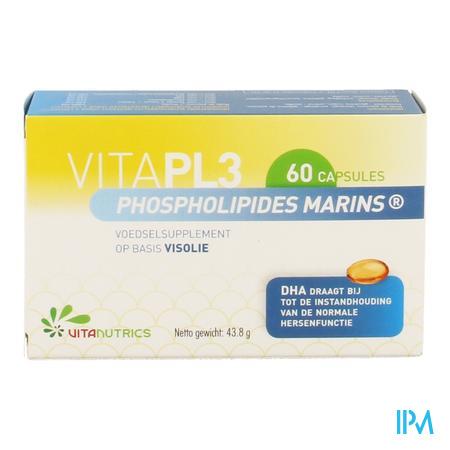 VITAPL3
60 CAPSULES
PHOSPHOLIPIDES MARINS®
VOEDSELSUPPLEMENT
OP BASIS VISOLIE
DHA DRAAGT BIJ
TOT DE INSTANDHOUDING
VAN DE NORMALE
HERSENFUNCTIE
VITANUTRICS
Netto gewicht: 43.8 g
IPM